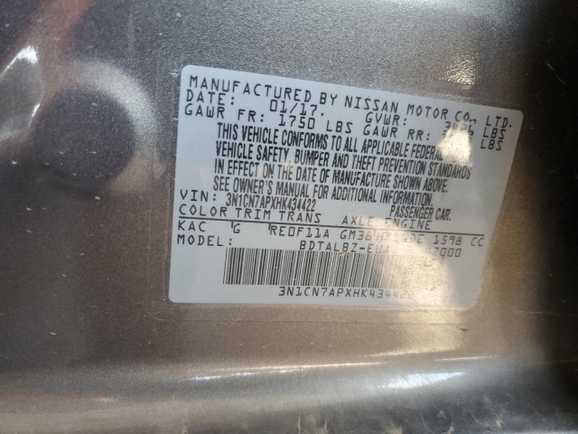 MANUFACTURED BY NISSAN MOTOR CO., LTD.
DATE: 01/17. GVWR: LBS
GAWR FR: 1750 LBS GAWR RR: LBS
THIS VEHICLE CONFORMS TO ALL APPLICABLE FEDERAL
VEHICLE SAFETY, BUMPER AND THEFT PREVENTION STANDARDS
IN EFFECT ON THE DATE OF MANUFACTURE SHOWN ABOVE.
SEE OWNER'S MANUAL FOR ADDITIONAL INFORMATION.
VIN: 3N1CN7APXHK434422 PASSENGER CAR.
COLOR TRIM TRANS AXLE ENGINE
KAC G RE0F11A 1598 CC
MODEL:
3N1CN7APXHK434422